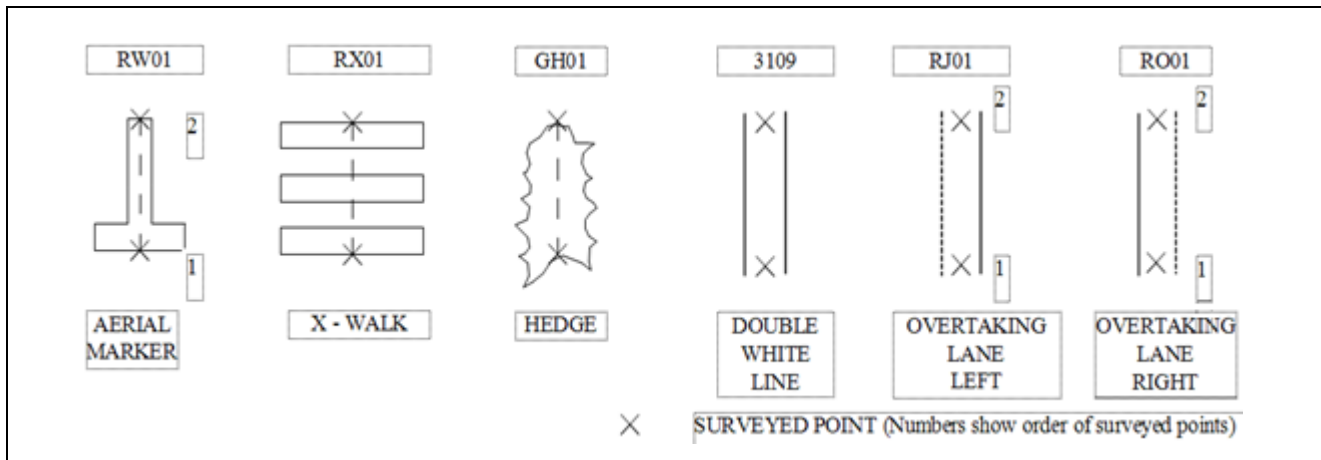 RW01
RX01
GH01
3109
RJ01
RO01
2
2
2
1
1
1
AERIAL
MARKER
X - WALK
HEDGE
DOUBLE
WHITE
LINE
OVERTAKING
LANE
LEFT
OVERTAKING
LANE
RIGHT
SURVEYED POINT (Numbers show order of surveyed points)